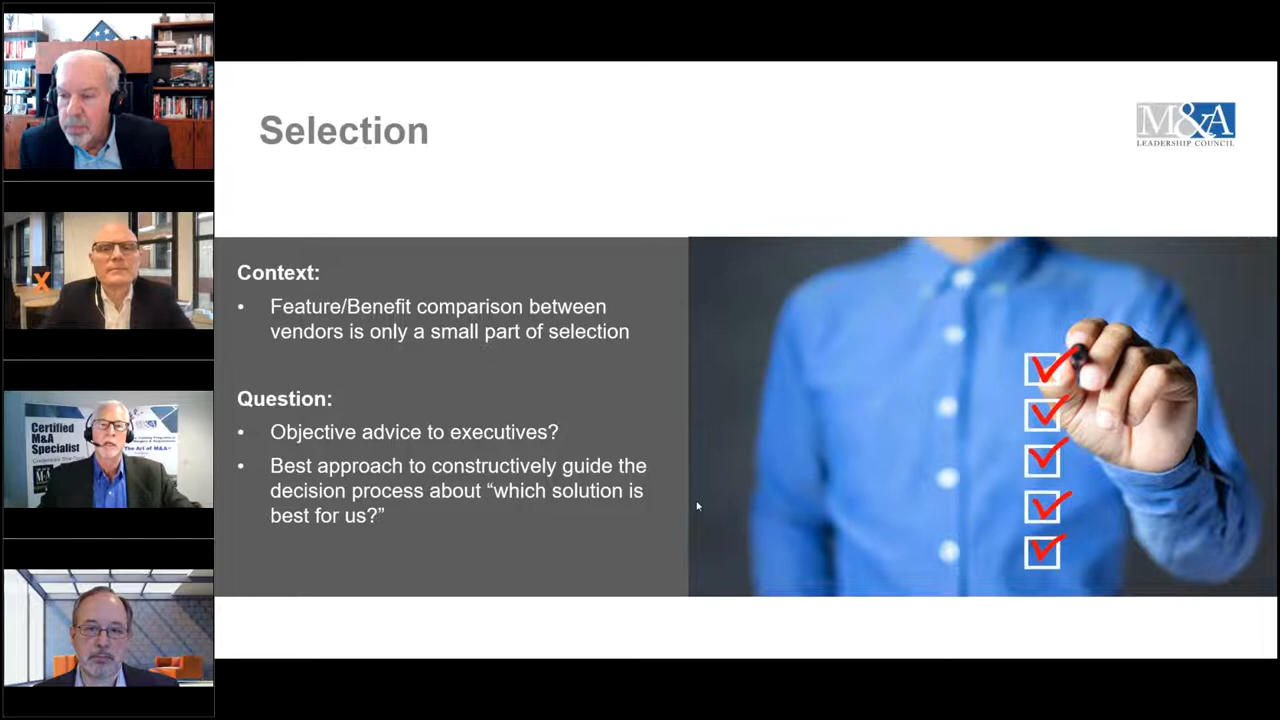 Selection
M&A
LEADERSHIP COUNCIL
Context:
• Feature/Benefit comparison between
vendors is only a small part of selection
Question:
• Objective advice to executives?
• Best approach to constructively guide the
decision process about “which solution is
best for us?”
X
Certified
M&A
Specialist
The Art of M&A